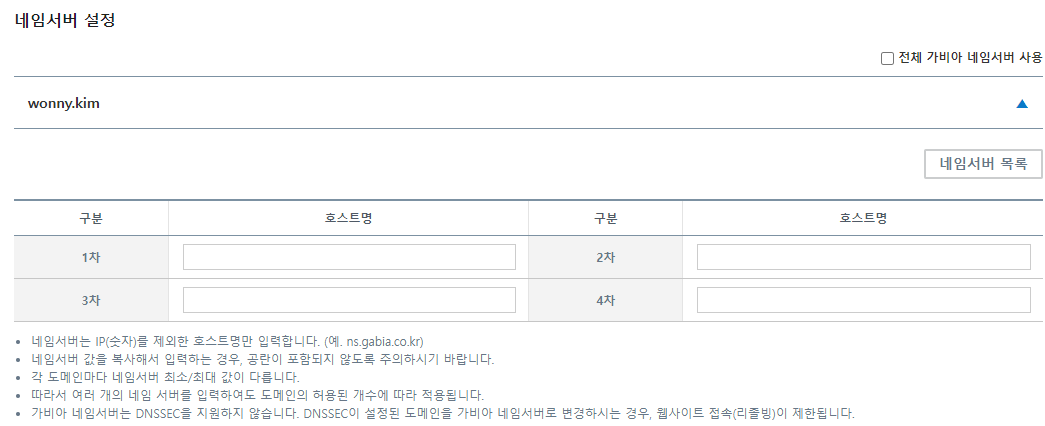 네임서버 설정
전체 가비아 네임서버 사용
wonny.kim
네임서버 목록
구분 호스트명 구분 호스트명
1차 2차
3차 4차
네임서버는 IP(숫자)를 제외한 호스트명만 입력합니다. (예. ns.gabia.co.kr)
네임서버 값을 복사해서 입력하는 경우, 공란이 포함되지 않도록 주의하시기 바랍니다.
각 도메인마다 네임서버 최소/최대 값이 다릅니다.
따라서 여러 개의 네임 서버를 입력하여도 도메인의 허용된 개수에 따라 적용됩니다.
가비아 네임서버는 DNSSEC을 지원하지 않습니다. DNSSEC이 설정된 도메인을 가비아 네임서버로 변경하시는 경우, 웹사이트 접속(리졸빙)이 제한됩니다.